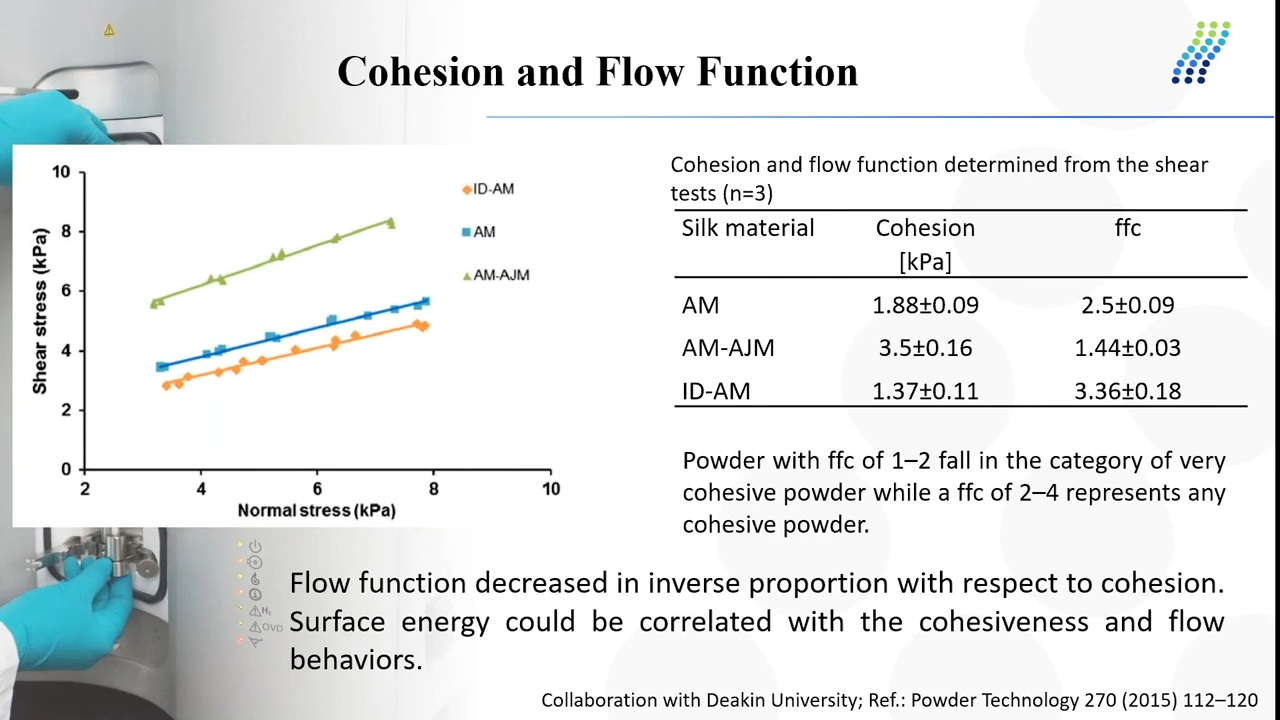 Cohesion and Flow Function
10
8
6
4
2
0
2
4
6
8
10
Shear stress (kPa)
Normal stress (kPa)
ID-AM
AM
AM-AJM
Cohesion and flow function determined from the shear
tests (n=3)
Silk material Cohesion ffc
[kPa]
AM 1.88±0.09 2.5±0.09
AM-AJM 3.5±0.16 1.44±0.03
ID-AM 1.37±0.11 3.36±0.18
Powder with ffc of 1–2 fall in the category of very
cohesive powder while a ffc of 2–4 represents any
cohesive powder.
H₂
OVD
Flow function decreased in inverse proportion with respect to cohesion.
Surface energy could be correlated with the cohesiveness and flow
behaviors.
Collaboration with Deakin University; Ref.: Powder Technology 270 (2015) 112–120